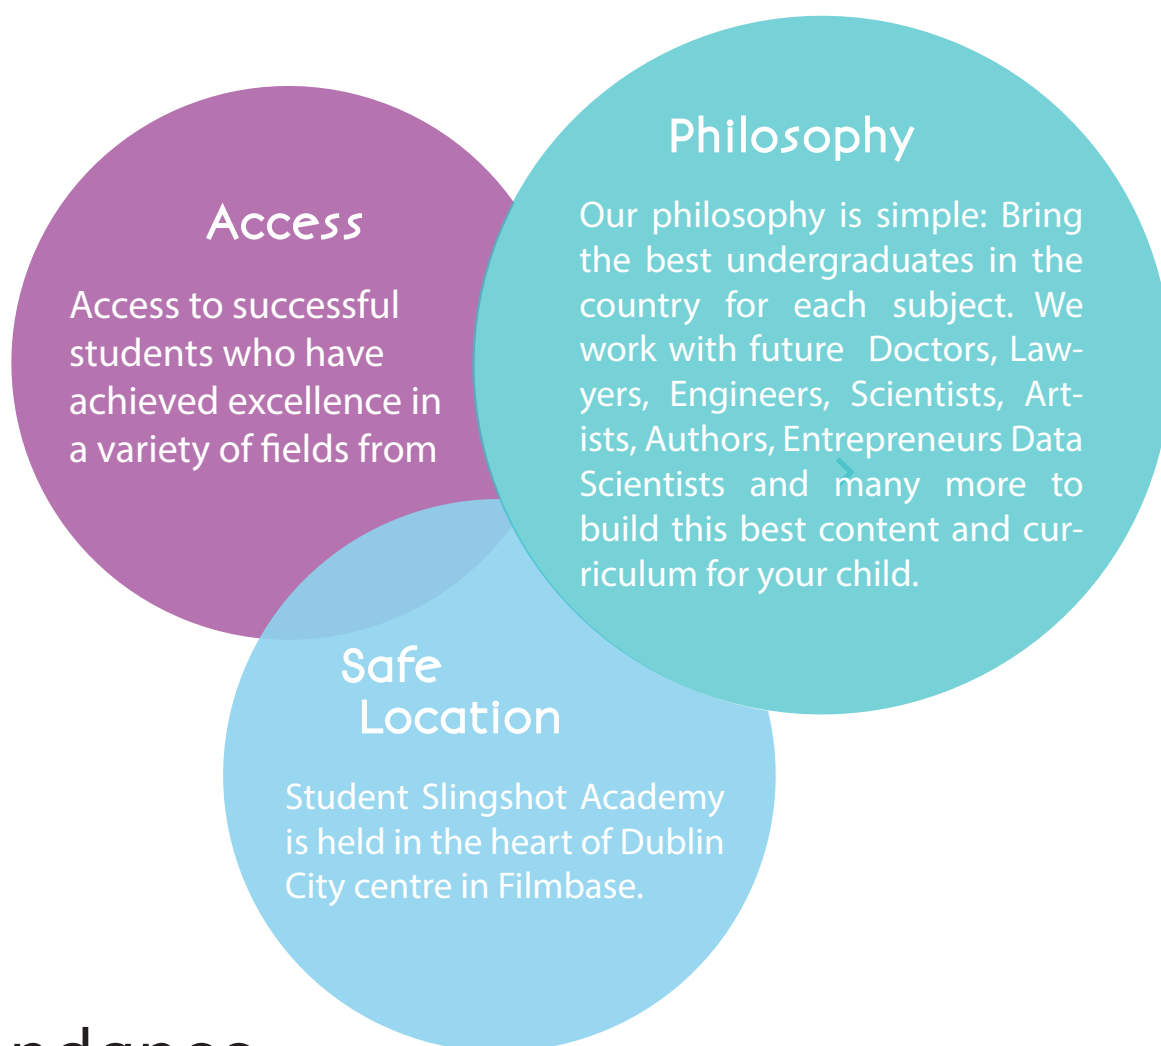 Access
Access to successful
students who have
achieved excellence in
a variety of fields from
Philosophy
Our philosophy is simple: Bring
the best undergraduates in the
country for each subject. We
work with future Doctors, Law-
yers, Engineers, Scientists, Art-
ists, Authors, Entrepreneurs Data
Scientists and many more to
build this best content and cur-
riculum for your child.
Safe
Location
Student Slingshot Academy
is held in the heart of Dublin
City centre in Filmbase.